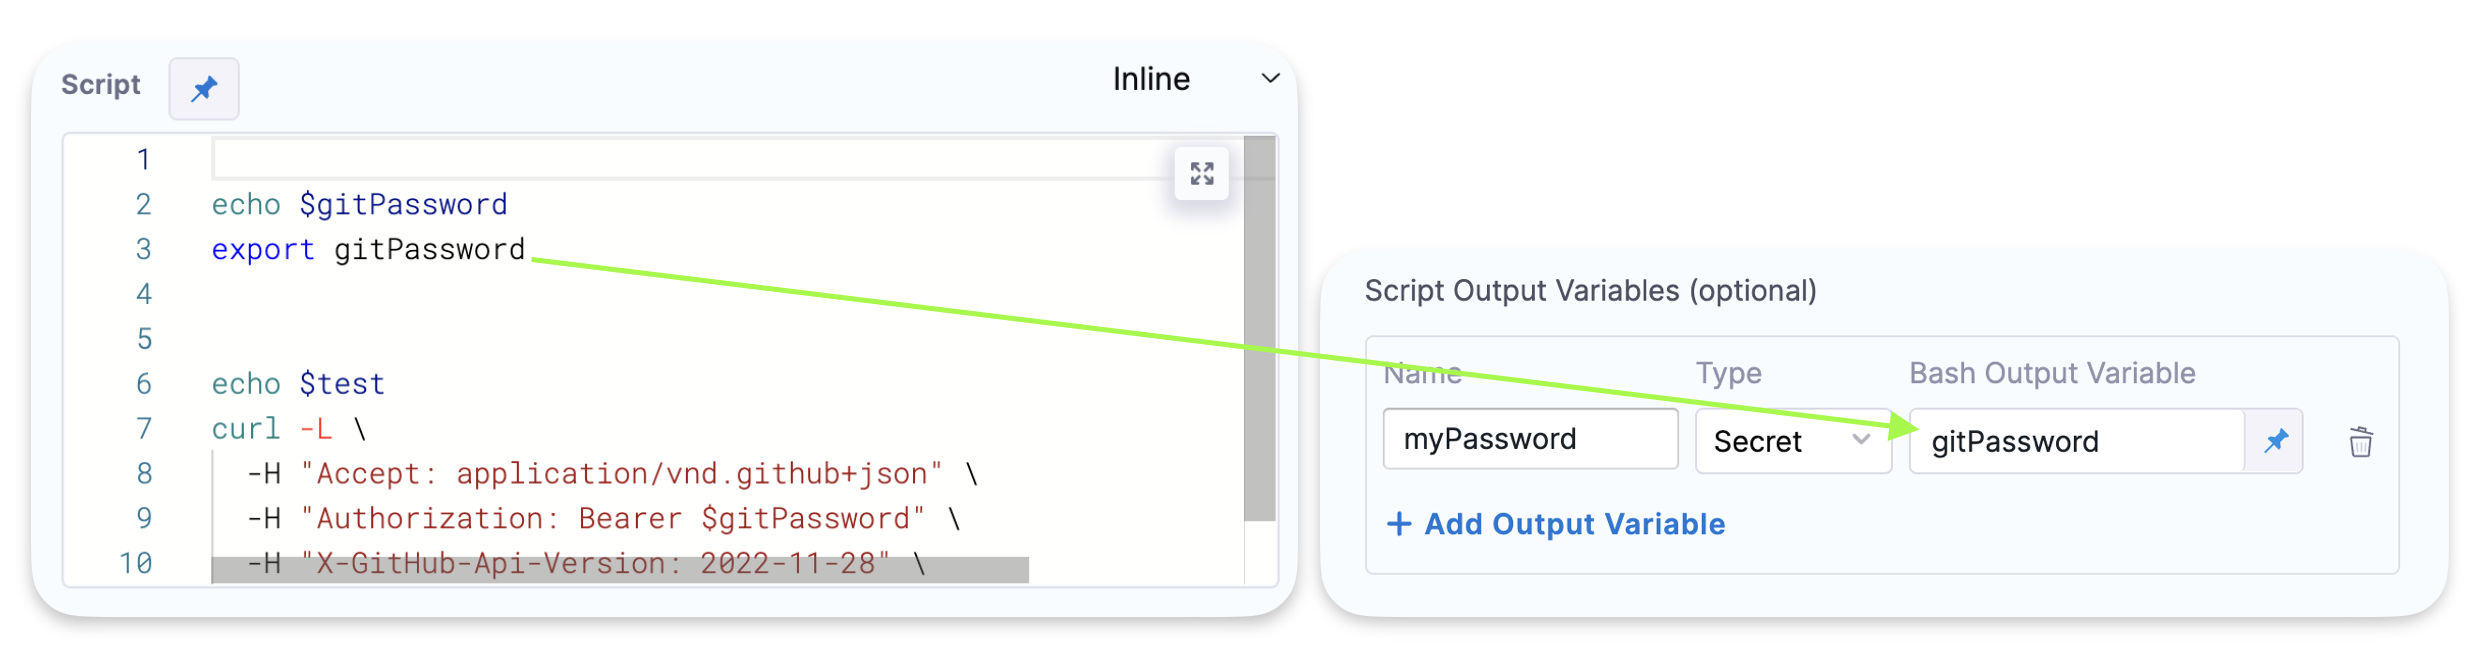 Script
Inline
1
2 echo $gitPassword
3 export gitPassword
4
5
6 echo $test
7 curl -L \
8 -H "Accept: application/vnd.github+json" \
9 -H "Authorization: Bearer $gitPassword" \
10 -H "X-GitHub-Api-Version: 2022-11-28" \
Script Output Variables (optional)
Name Type Bash Output Variable
myPassword Secret gitPassword
+ Add Output Variable